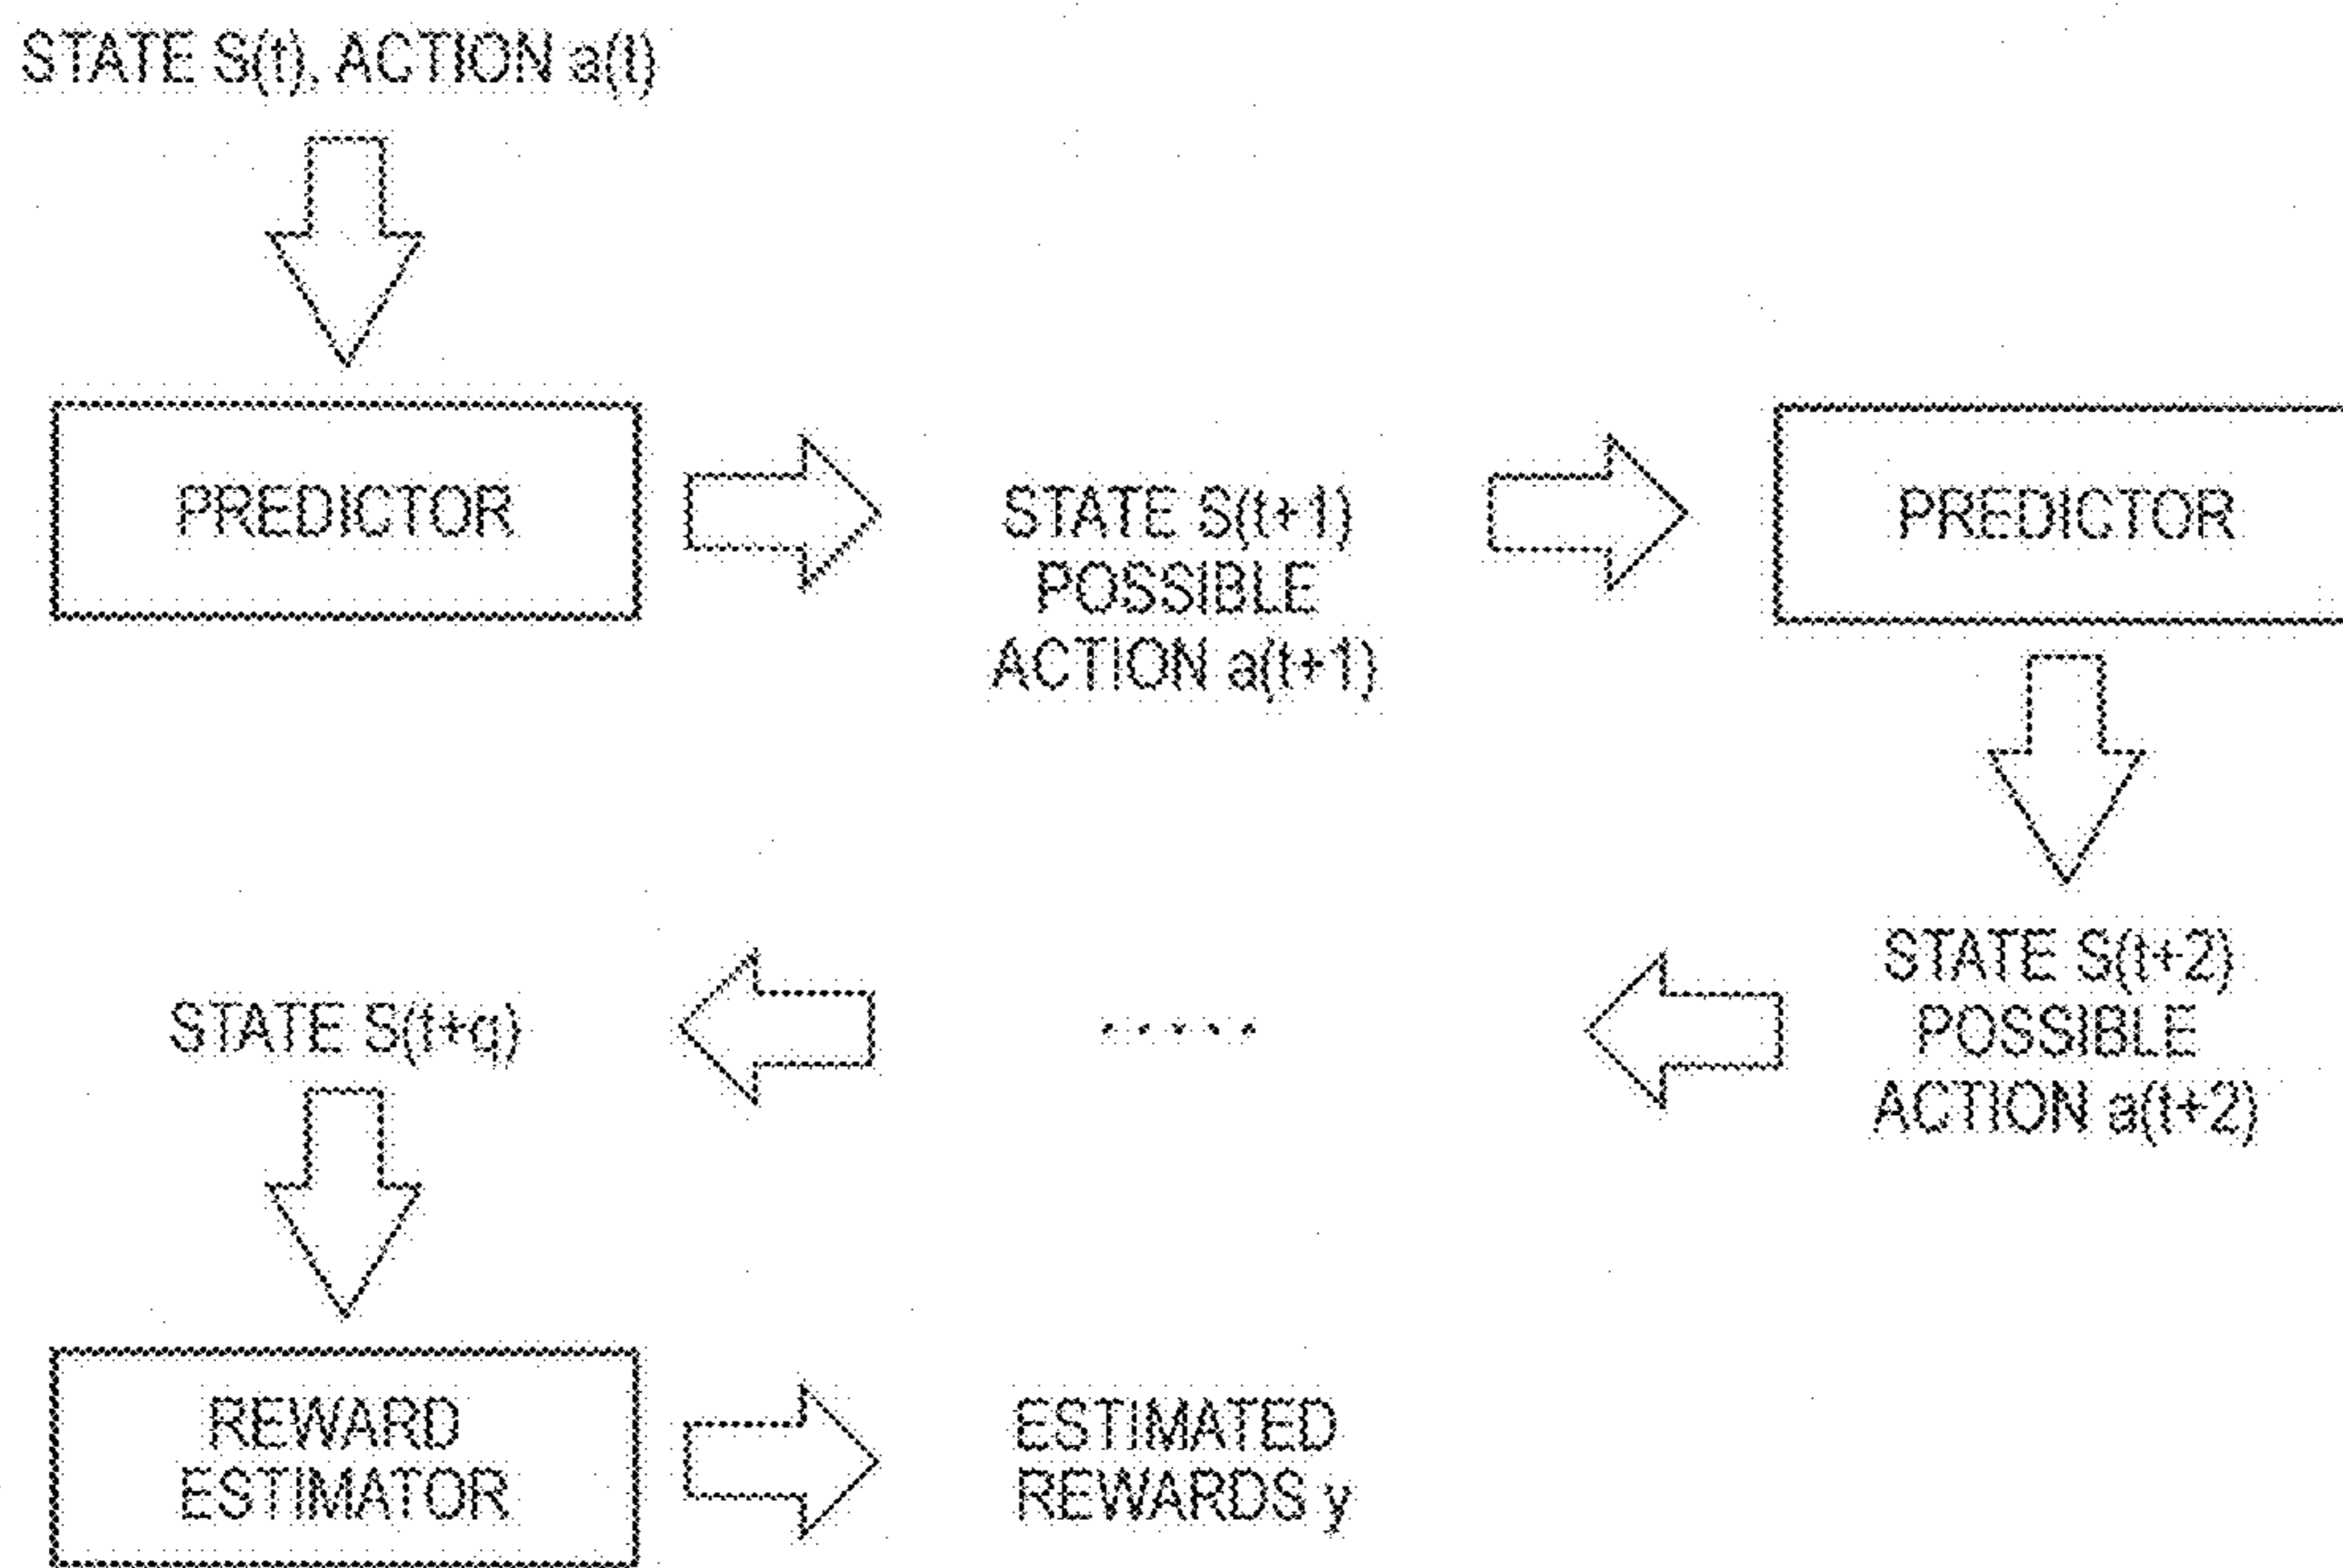 STATE S(t), ACTION a(t)
PREDICTOR
STATE S(t+1)
POSSIBLE
ACTION a(t+1)
PREDICTOR
STATE S(t+2)
POSSIBLE
ACTION a(t+2)
.....
STATE S(t+q)
REWARD
ESTIMATOR
ESTIMATED
REWARDS y